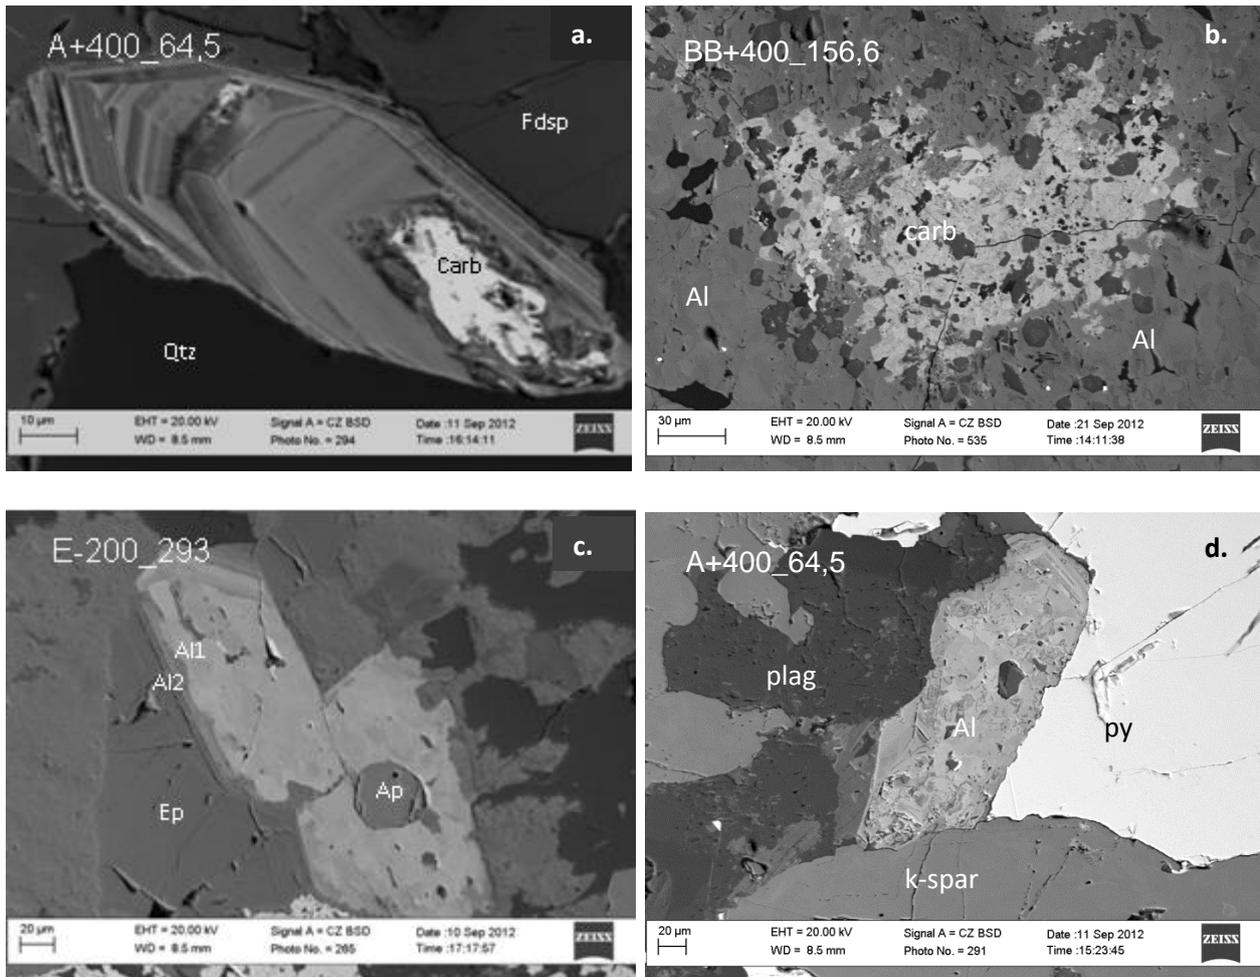 A+400_64,5
a.
Fdsp
Carb
Qtz
10 µm
EHT = 20.00 kV
WD = 8.5 mm
Signal A = CZ BSD
Photo No. = 294
Date :11 Sep 2012
Time :16:14:11
ZEISS
BB+400_156,6
b.
carb
Al
Al
30 µm
EHT = 20.00 kV
WD = 8.5 mm
Signal A = CZ BSD
Photo No. = 535
Date :21 Sep 2012
Time :14:11:38
ZEISS
E-200_293
c.
Al1
Al2
Ap
Ep
20 µm
EHT = 20.00 kV
WD = 8.5 mm
Signal A = CZ BSD
Photo No. = 265
Date :10 Sep 2012
Time :17:17:57
ZEISS
A+400_64,5
d.
plag
Al
py
k-spar
20 µm
EHT = 20.00 kV
WD = 8.5 mm
Signal A = CZ BSD
Photo No. = 291
Date :11 Sep 2012
Time :15:23:45
ZEISS